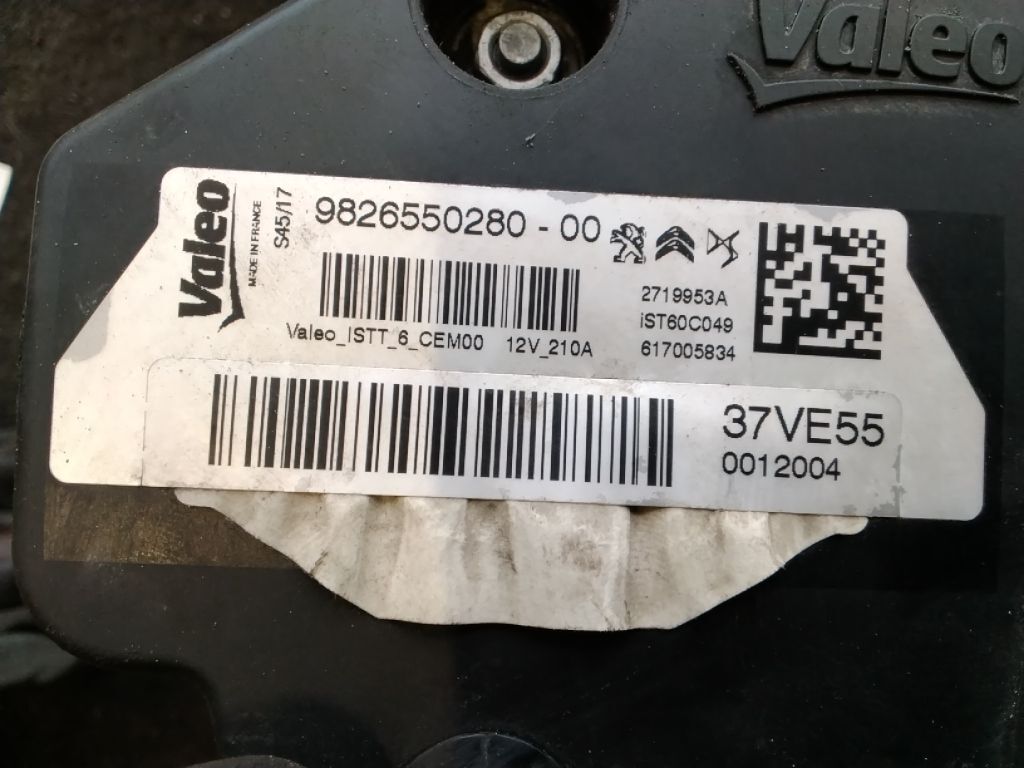 Valeo
Valeo
MADE IN FRANCE
S45/17
9826550280 - 00
2719953A
iST60C049
617005834
Valeo_ISTT_6_CEM00 12V_210A
37VE55
0012004